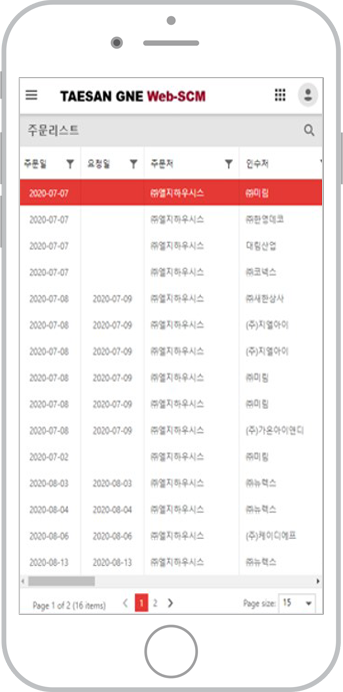 TAESAN GNE Web-SCM
주문리스트
주문일 요청일 주문처 인수처
2020-07-07 ㈜엘지하우시스 ㈜미림
2020-07-07 ㈜엘지하우시스 ㈜한영데코
2020-07-07 ㈜엘지하우시스 대림산업
2020-07-07 ㈜엘지하우시스 ㈜코넥스
2020-07-08 2020-07-09 ㈜엘지하우시스 ㈜새한상사
2020-07-08 2020-07-09 ㈜엘지하우시스 (주)지엘아이
2020-07-08 2020-07-09 ㈜엘지하우시스 (주)지엘아이
2020-07-08 2020-07-09 ㈜엘지하우시스 ㈜미림
2020-07-08 2020-07-09 ㈜엘지하우시스 ㈜미림
2020-07-08 2020-07-09 ㈜엘지하우시스 (주)가온아이앤디
2020-07-02 ㈜엘지하우시스 ㈜미림
2020-08-03 2020-08-03 ㈜엘지하우시스 ㈜뉴랙스
2020-08-04 2020-08-04 ㈜엘지하우시스 ㈜뉴랙스
2020-08-06 2020-08-06 ㈜엘지하우시스 (주)케이디에프
2020-08-13 2020-08-13 ㈜엘지하우시스 ㈜뉴랙스
Page 1 of 2 (16 items) 1 2 Page size: 15